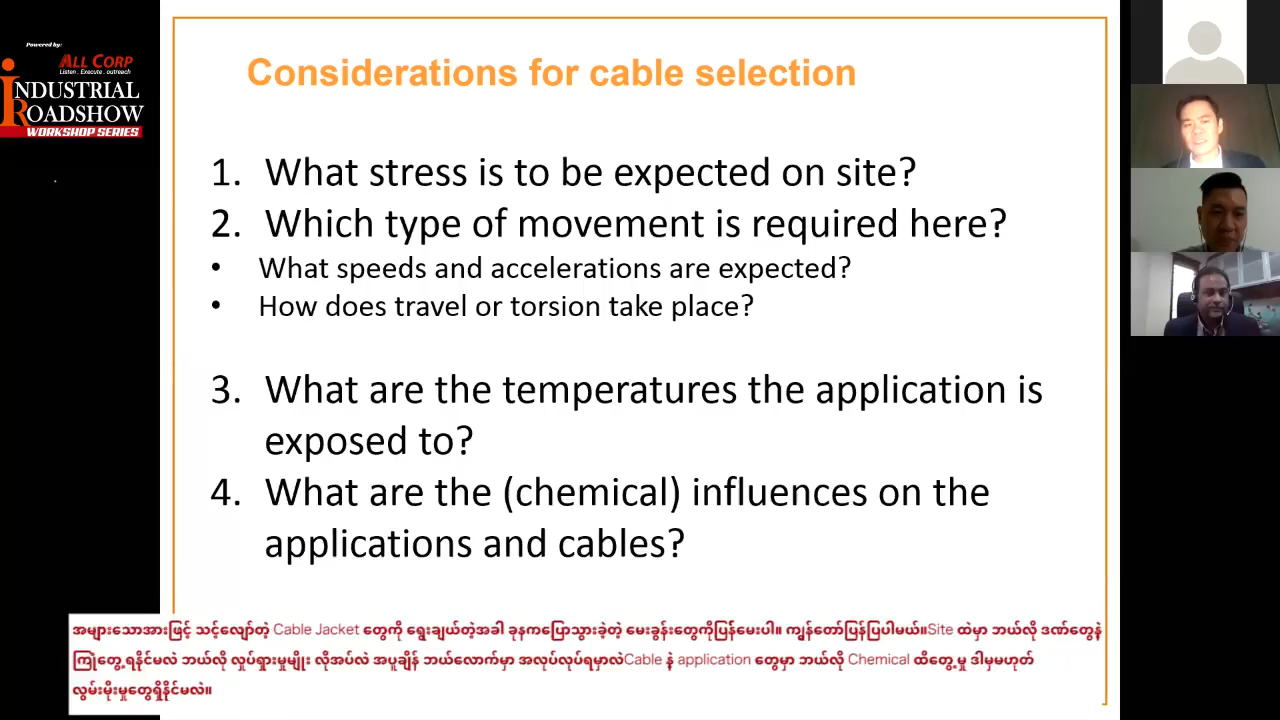 Powered by:
ALL CORP
Listen . Execute . outreach
INDUSTRIAL
ROADSHOW
WORKSHOP SERIES
Considerations for cable selection
1. What stress is to be expected on site?
2. Which type of movement is required here?
• What speeds and accelerations are expected?
• How does travel or torsion take place?
3. What are the temperatures the application is
exposed to?
4. What are the (chemical) influences on the
applications and cables?
အများသောအားဖြင့် သင့်လျော်တဲ့ Cable Jacket တွေကို ရွေးချယ်တဲ့အခါ ခုနကပြောသွားခဲ့တဲ့ မေးခွန်းတွေကိုပြန်မေးပါ။ ကျွန်တော်ပြန်ပြပါမယ်။Site ထဲမှာ ဘယ်လို ဒဏ်တွေနဲ့
ကြုံတွေ့ရနိုင်မလဲ ဘယ်လို လှုပ်ရှားမှုမျိုး လိုအပ်လဲ အပူချိန် ဘယ်လောက်မှာ အလုပ်လုပ်ရမှာလဲCable နဲ့ application တွေမှာ ဘယ်လို Chemical ထိတွေ့မှု ဒါမှမဟုတ်
လွှမ်းမိုးမှုတွေရှိနိုင်မလဲ။